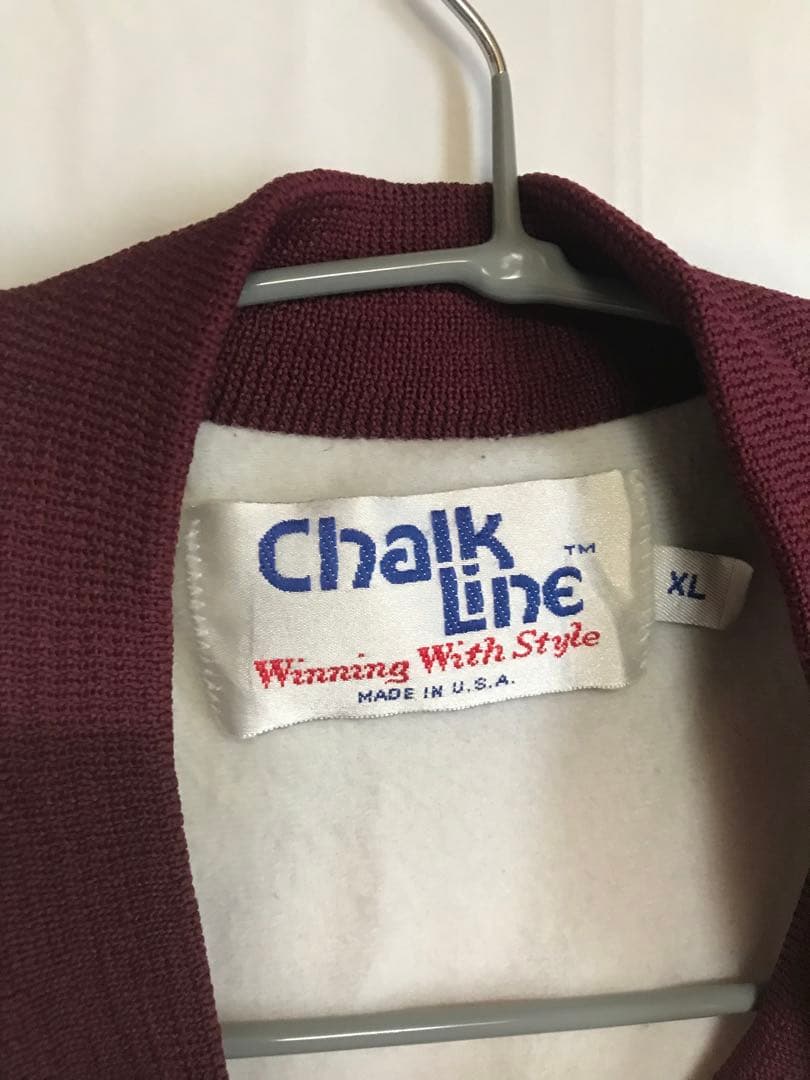 Chalk
Line™
Winning With Style
MADE IN U.S.A.
XL